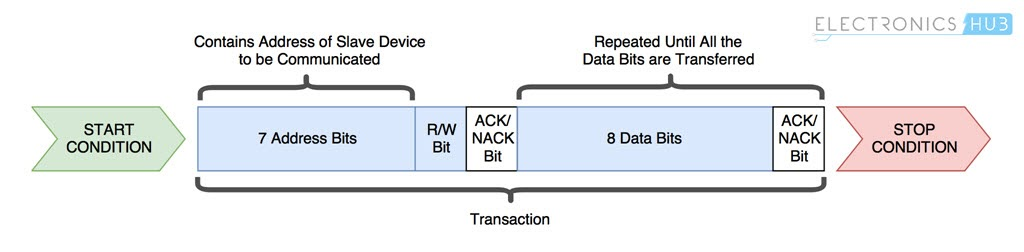 ELECTRONICS HUB
Contains Address of Slave Device
to be Communicated
Repeated Until All the
Data Bits are Transferred
START
CONDITION
7 Address Bits
R/W
Bit
ACK/
NACK
Bit
8 Data Bits
ACK/
NACK
Bit
STOP
CONDITION
Transaction